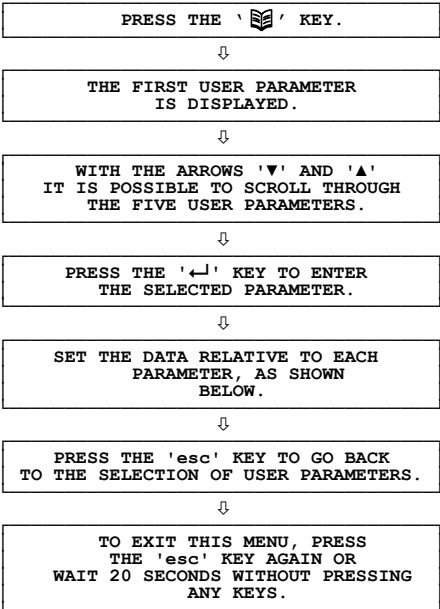 PRESS THE ' ' KEY.
THE FIRST USER PARAMETER
IS DISPLAYED.
WITH THE ARROWS '▼' AND '▲'
IT IS POSSIBLE TO SCROLL THROUGH
THE FIVE USER PARAMETERS.
PRESS THE '↵' KEY TO ENTER
THE SELECTED PARAMETER.
SET THE DATA RELATIVE TO EACH
PARAMETER, AS SHOWN
BELOW.
PRESS THE 'esc' KEY TO GO BACK
TO THE SELECTION OF USER PARAMETERS.
TO EXIT THIS MENU, PRESS
THE 'esc' KEY AGAIN OR
WAIT 20 SECONDS WITHOUT PRESSING
ANY KEYS.